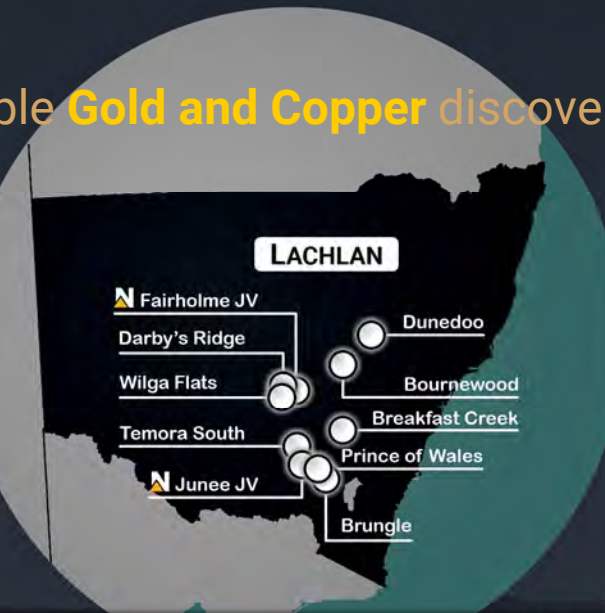 ple Gold and Copper discove
LACHLAN
N Fairholme JV
Dunedoo
Darby's Ridge
Wilga Flats
Bournewood
Breakfast Creek
Temora South
Prince of Wales
N Junee JV
Brungle